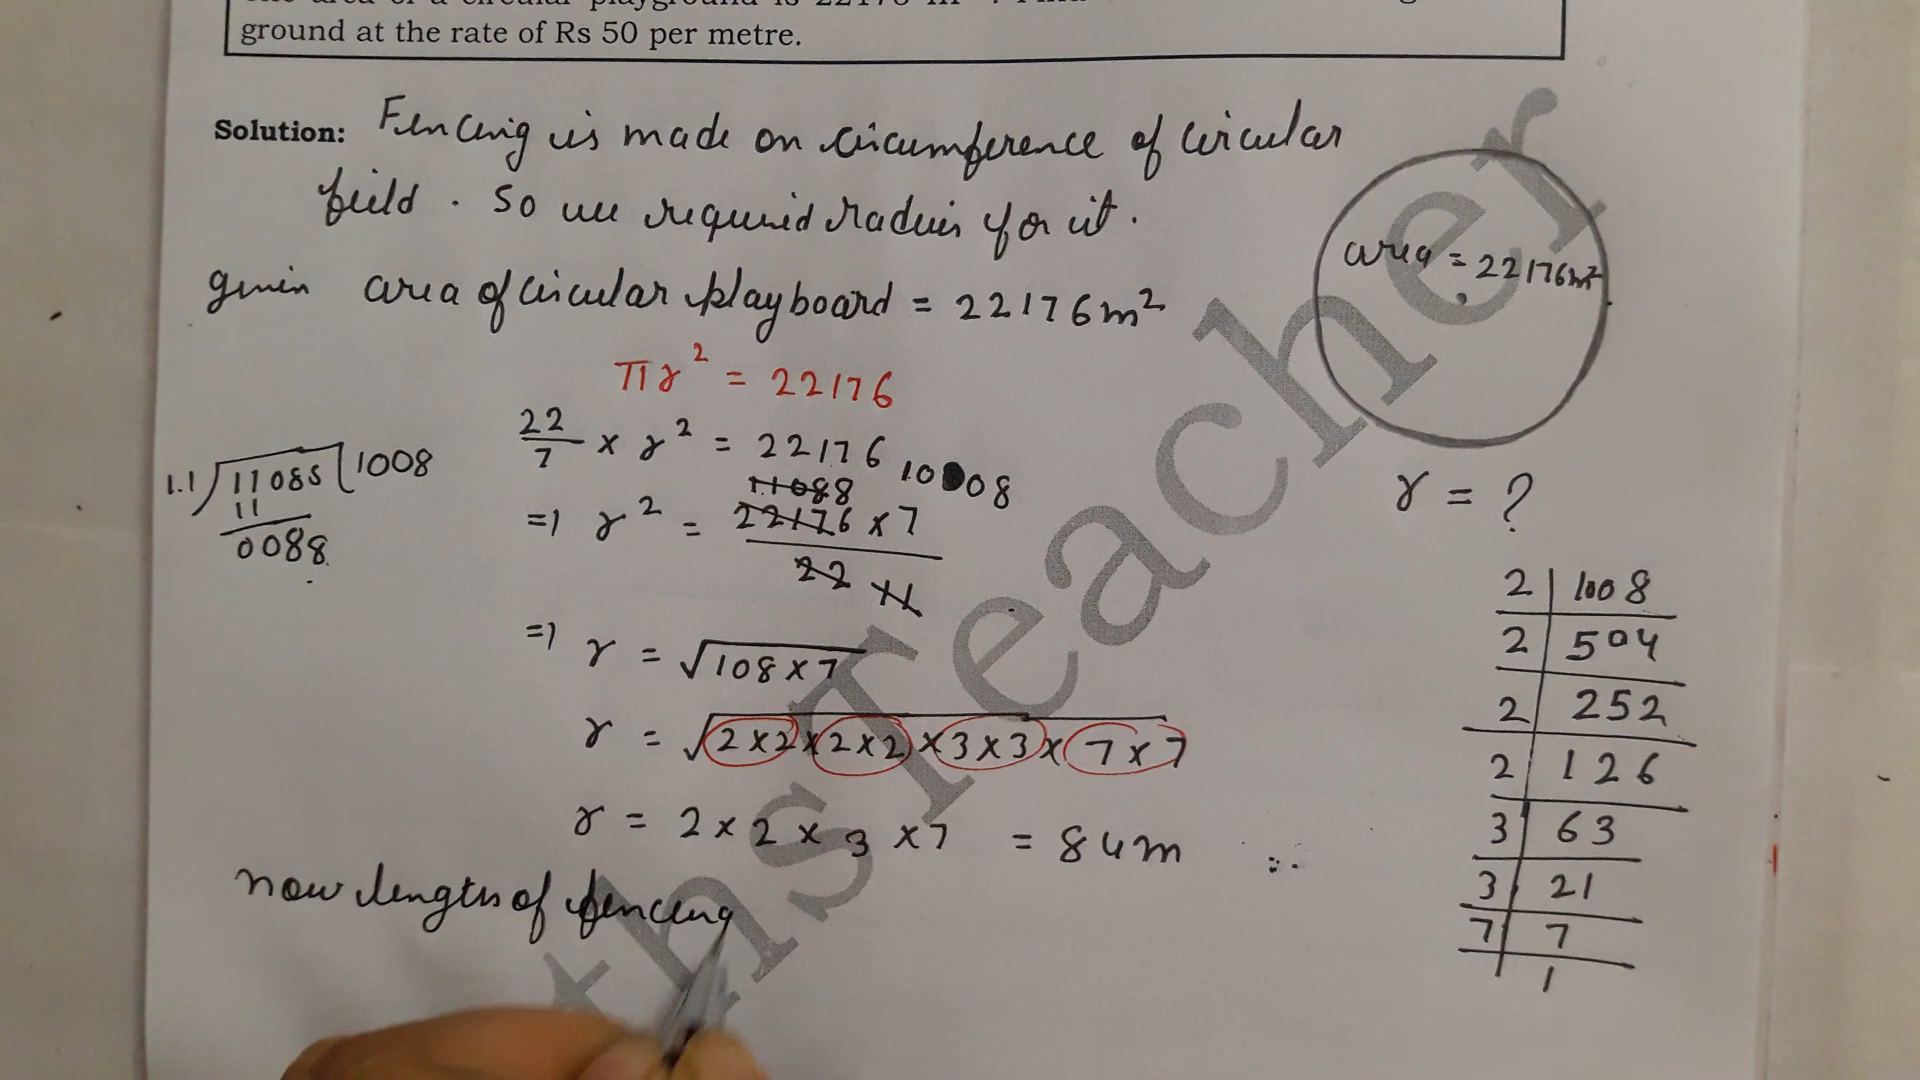 ground at the rate of Rs 50 per metre.
Solution: Fencing is made on circumference of circular
field. So we required radius for it.
given area of circular playboard = 22176m²
area = 22176m²
πr² = 22176
22/7 × r² = 22176
11088 1008
=) r² = 22176 × 7 / 22 11
11) 11088 (1008
11
0088
r = ?
=) r = √108×7
r = √2×2×2×2×3×3×7×7
r = 2×2×3×7 = 84m
now length of fencing
2 | 1008
2 | 504
2 | 252
2 | 126
3 | 63
3 | 21
7 | 7
1
thsTeacher